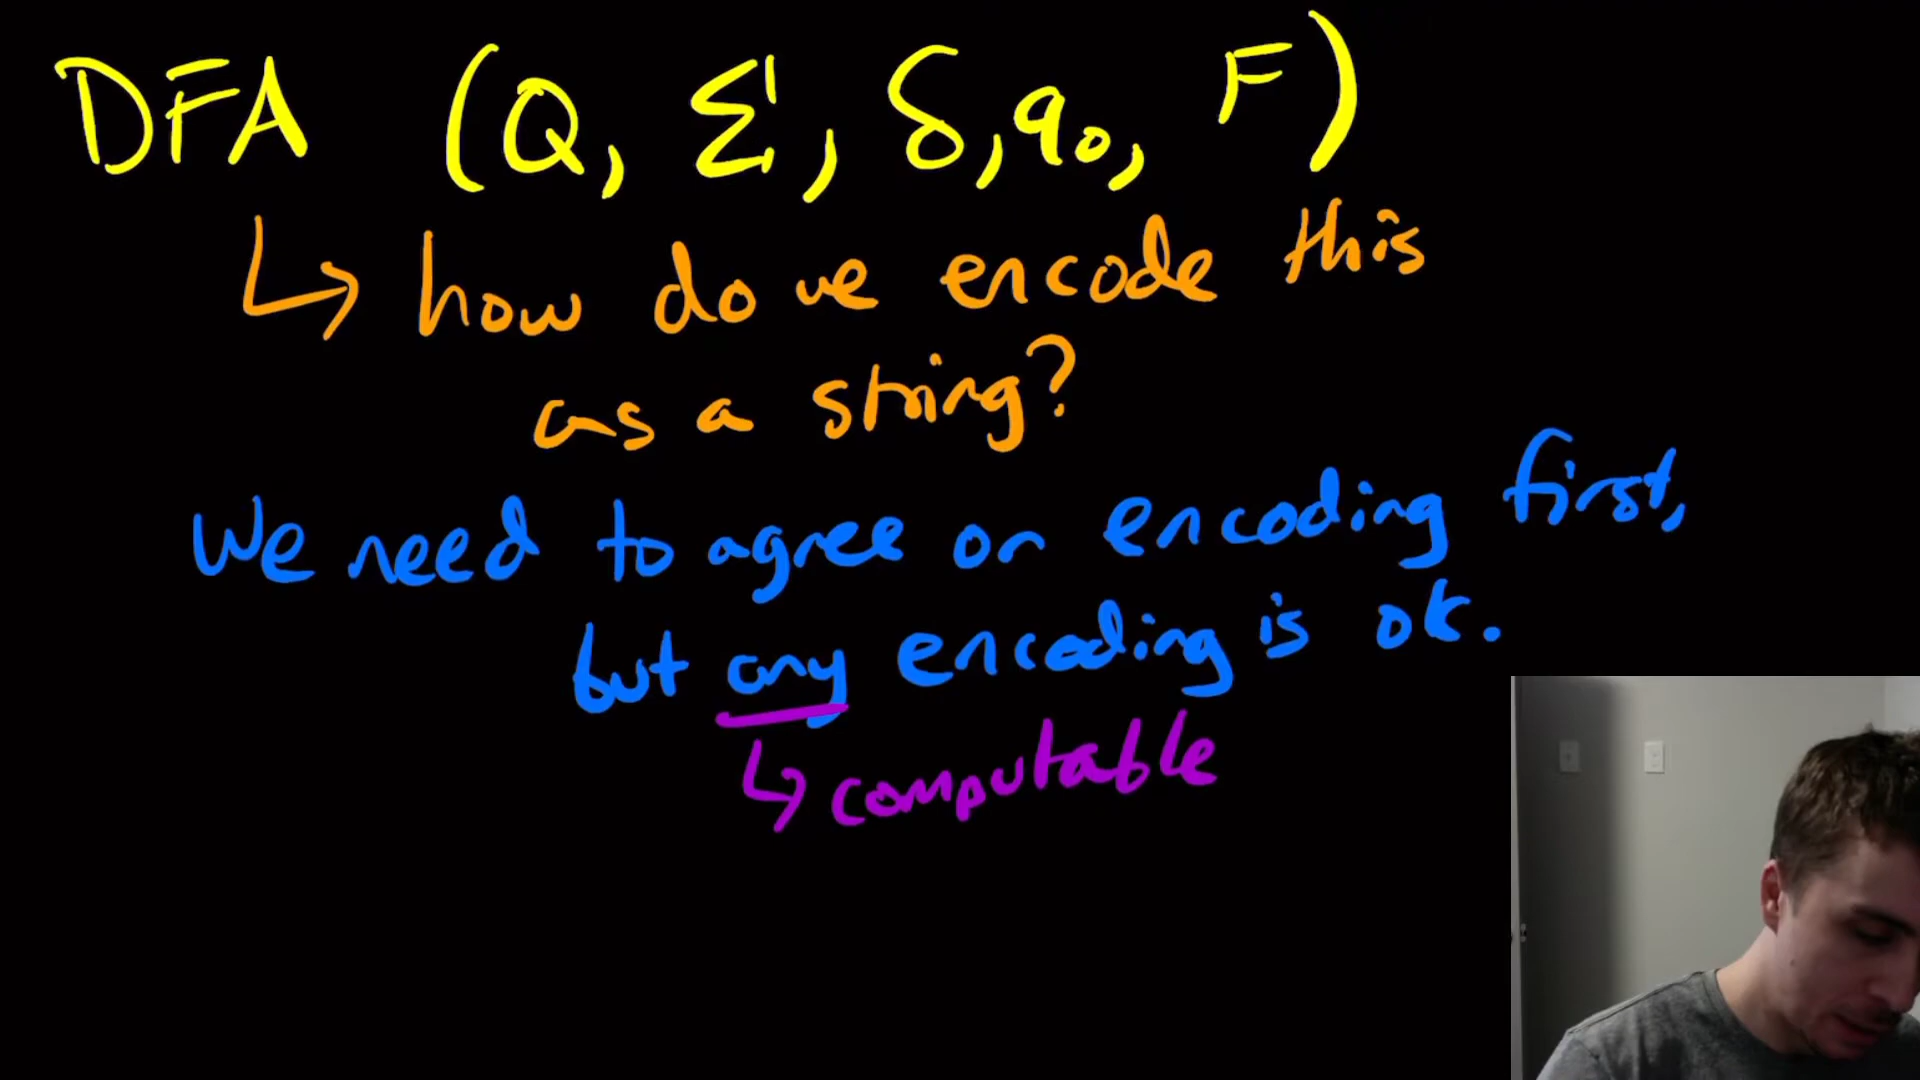 DFA (Q, Σ, δ, q₀, F)
↳ how do we encode this
as a string?
We need to agree on encoding first,
but any encoding is ok.
↳ computable